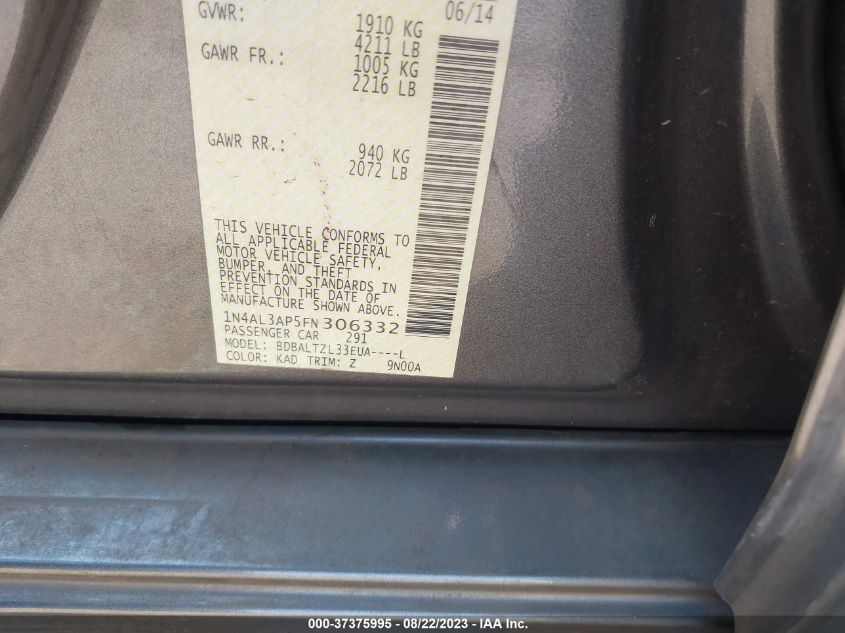 GVWR: 1910 KG 06/14
4211 LB
GAWR FR.: 1005 KG
2216 LB
GAWR RR.: 940 KG
2072 LB
THIS VEHICLE CONFORMS TO
ALL APPLICABLE FEDERAL
MOTOR VEHICLE SAFETY,
BUMPER, AND THEFT
PREVENTION STANDARDS IN
EFFECT ON THE DATE OF
MANUFACTURE SHOWN ABOVE.
1N4AL3AP5FN306332
PASSENGER CAR 291
MODEL: BDBALTZL33EUA----L
COLOR: KAD TRIM: Z 9N00A
000-37375995 - 08/22/2023 - IAA Inc.